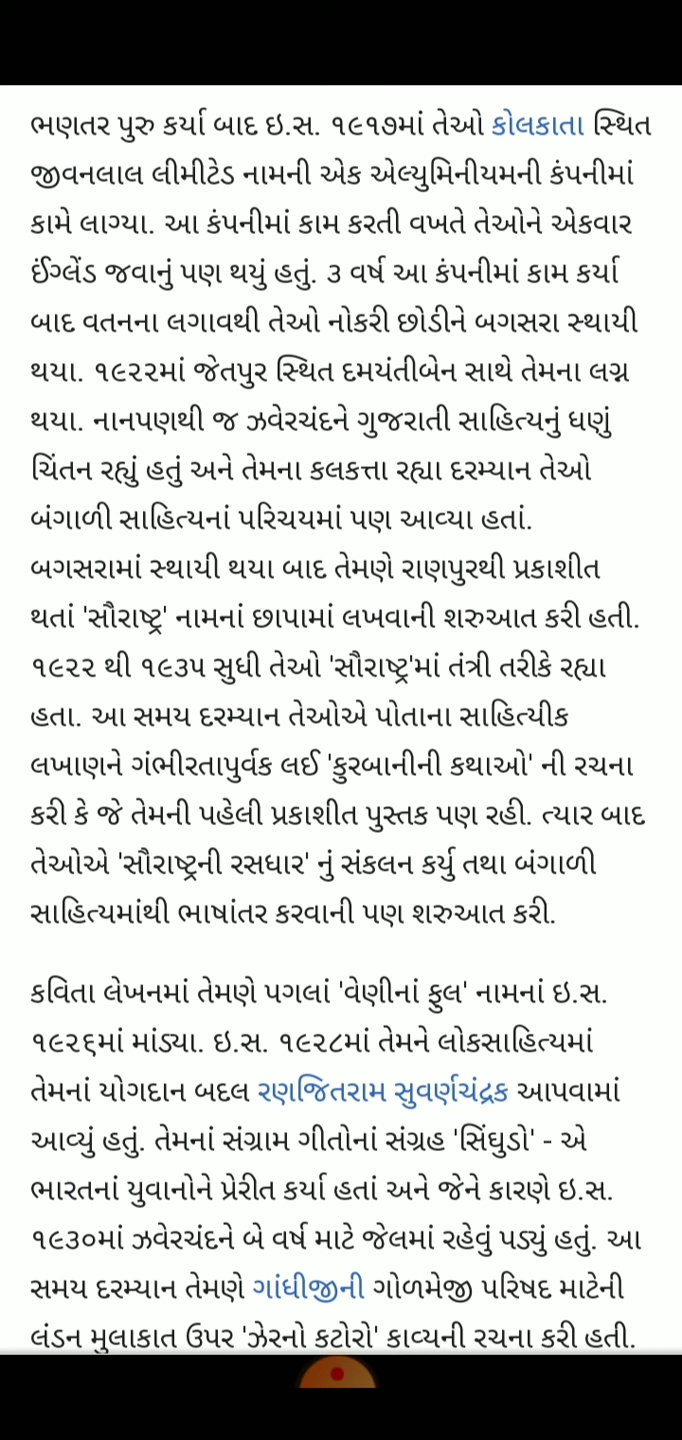 ભણતર પુરુ કર્યા બાદ ઇ.સ. ૧૯૧૭માં તેઓ કોલકાતા સ્થિત
જીવનલાલ લીમીટેડ નામની એક એલ્યુમિનીયમની કંપનીમાં
કામે લાગ્યા. આ કંપનીમાં કામ કરતી વખતે તેઓને એકવાર
ઈંગ્લેંડ જવાનું પણ થયું હતું. ૩ વર્ષ આ કંપનીમાં કામ કર્યા
બાદ વતનના લગાવથી તેઓ નોકરી છોડીને બગસરા સ્થાયી
થયા. ૧૯૨૨માં જેતપુર સ્થિત દમયંતીબેન સાથે તેમના લગ્ન
થયા. નાનપણથી જ ઝવેરચંદને ગુજરાતી સાહિત્યનું ધણું
ચિંતન રહ્યું હતું અને તેમના કલકત્તા રહ્યા દરમ્યાન તેઓ
બંગાળી સાહિત્યનાં પરિચયમાં પણ આવ્યા હતાં.
બગસરામાં સ્થાયી થયા બાદ તેમણે રાણપુરથી પ્રકાશીત
થતાં 'સૌરાષ્ટ્ર' નામનાં છાપામાં લખવાની શરુઆત કરી હતી.
૧૯૨૨ થી ૧૯૩૫ સુધી તેઓ 'સૌરાષ્ટ્ર'માં તંત્રી તરીકે રહ્યા
હતા. આ સમય દરમ્યાન તેઓએ પોતાના સાહિત્યીક
લખાણને ગંભીરતાપુર્વક લઈ 'કુરબાનીની કથાઓ' ની રચના
કરી કે જે તેમની પહેલી પ્રકાશીત પુસ્તક પણ રહી. ત્યાર બાદ
તેઓએ 'સૌરાષ્ટ્રની રસધાર' નું સંકલન કર્યુ તથા બંગાળી
સાહિત્યમાંથી ભાષાંતર કરવાની પણ શરુઆત કરી.
કવિતા લેખનમાં તેમણે પગલાં 'વેણીનાં ફુલ' નામનાં ઇ.સ.
૧૯૨૬માં માંડ્યા. ઇ.સ. ૧૯૨૮માં તેમને લોકસાહિત્યમાં
તેમનાં યોગદાન બદલ રણજિતરામ સુવર્ણચંદ્રક આપવામાં
આવ્યું હતું. તેમનાં સંગ્રામ ગીતોનાં સંગ્રહ 'સિંઘુડો' - એ
ભારતનાં યુવાનોને પ્રેરીત કર્યા હતાં અને જેને કારણે ઇ.સ.
૧૯૩૦માં ઝવેરચંદને બે વર્ષ માટે જેલમાં રહેવું પડ્યું હતું. આ
સમય દરમ્યાન તેમણે ગાંધીજીની ગોળમેજી પરિષદ માટેની
લંડન મુલાકાત ઉપર 'ઝેરનો કટોરો' કાવ્યની રચના કરી હતી.